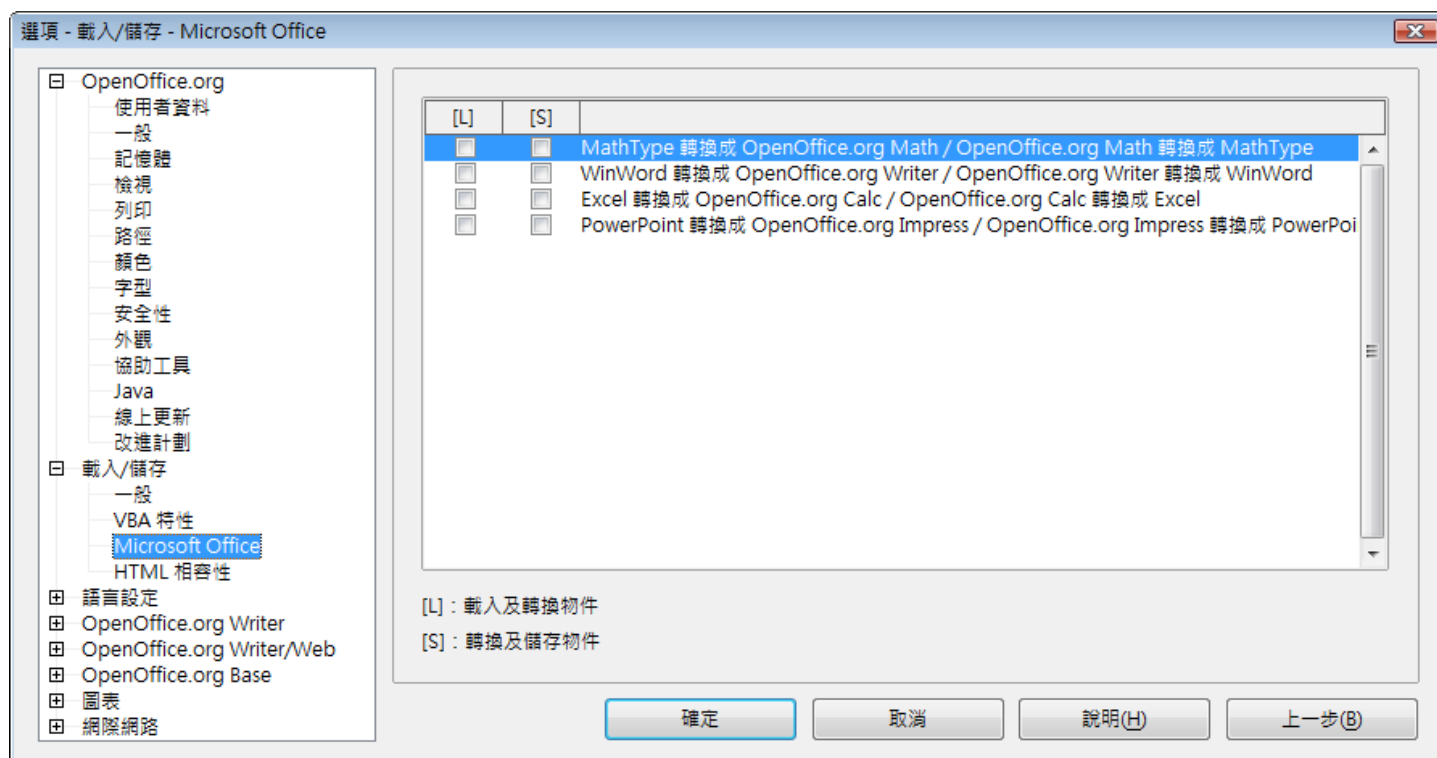 選項 - 載入/儲存 - Microsoft Office
OpenOffice.org
使用者資料
一般
記憶體
檢視
列印
路徑
顏色
字型
安全性
外觀
協助工具
Java
線上更新
改進計劃
載入/儲存
一般
VBA 特性
Microsoft Office
HTML 相容性
語言設定
OpenOffice.org Writer
OpenOffice.org Writer/Web
OpenOffice.org Base
圖表
網際網路
[L] [S]
MathType 轉換成 OpenOffice.org Math / OpenOffice.org Math 轉換成 MathType
WinWord 轉換成 OpenOffice.org Writer / OpenOffice.org Writer 轉換成 WinWord
Excel 轉換成 OpenOffice.org Calc / OpenOffice.org Calc 轉換成 Excel
PowerPoint 轉換成 OpenOffice.org Impress / OpenOffice.org Impress 轉換成 PowerPoi
[L]：載入及轉換物件
[S]：轉換及儲存物件
確定 取消 說明(H) 上一步(B)